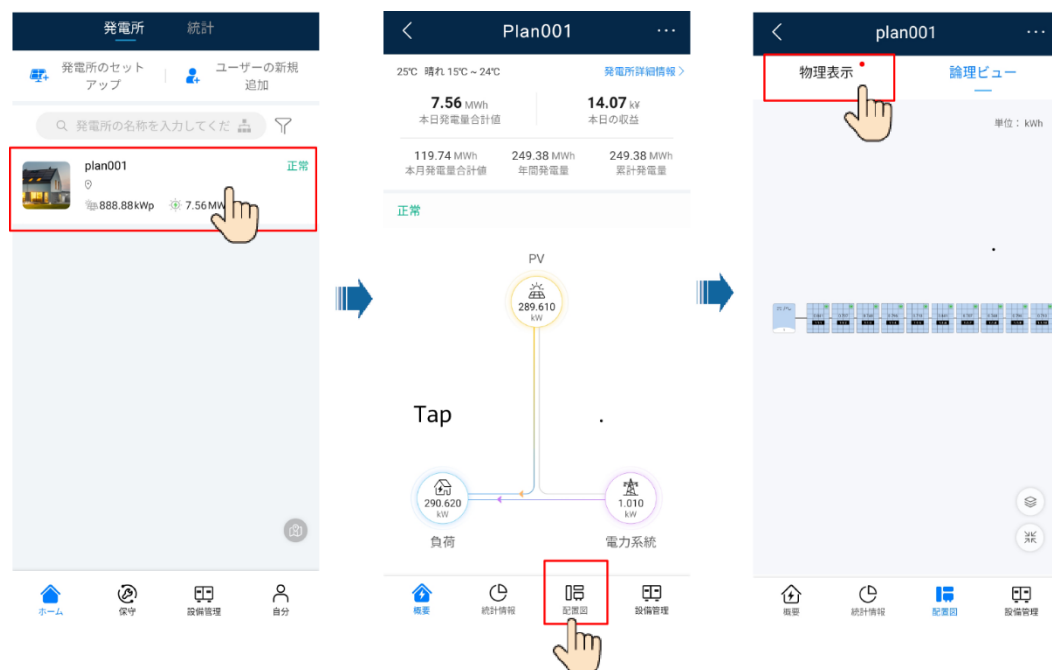 発電所 統計
発電所のセット
アップ
ユーザーの新規
追加
発電所の名称を入力してくだ
plan001
正常
888.88kWp 7.56MW
ホーム 保守 設備管理 自分
Plan001 ...
25℃ 晴れ 15℃ ~ 24℃ 発電所詳細情報 >
7.56 MWh 14.07 k¥
本日発電量合計値 本日の収益
119.74 MWh 249.38 MWh 249.38 MWh
本月発電量合計値 年間発電量 累計発電量
正常
PV
289.610
kW
Tap .
290.620
kW
負荷
1.010
kW
電力系統
概要 統計情報 配置図 設備管理
plan001 ...
物理表示 論理ビュー
単位： kWh
.
概要 統計情報 配置図 設備管理